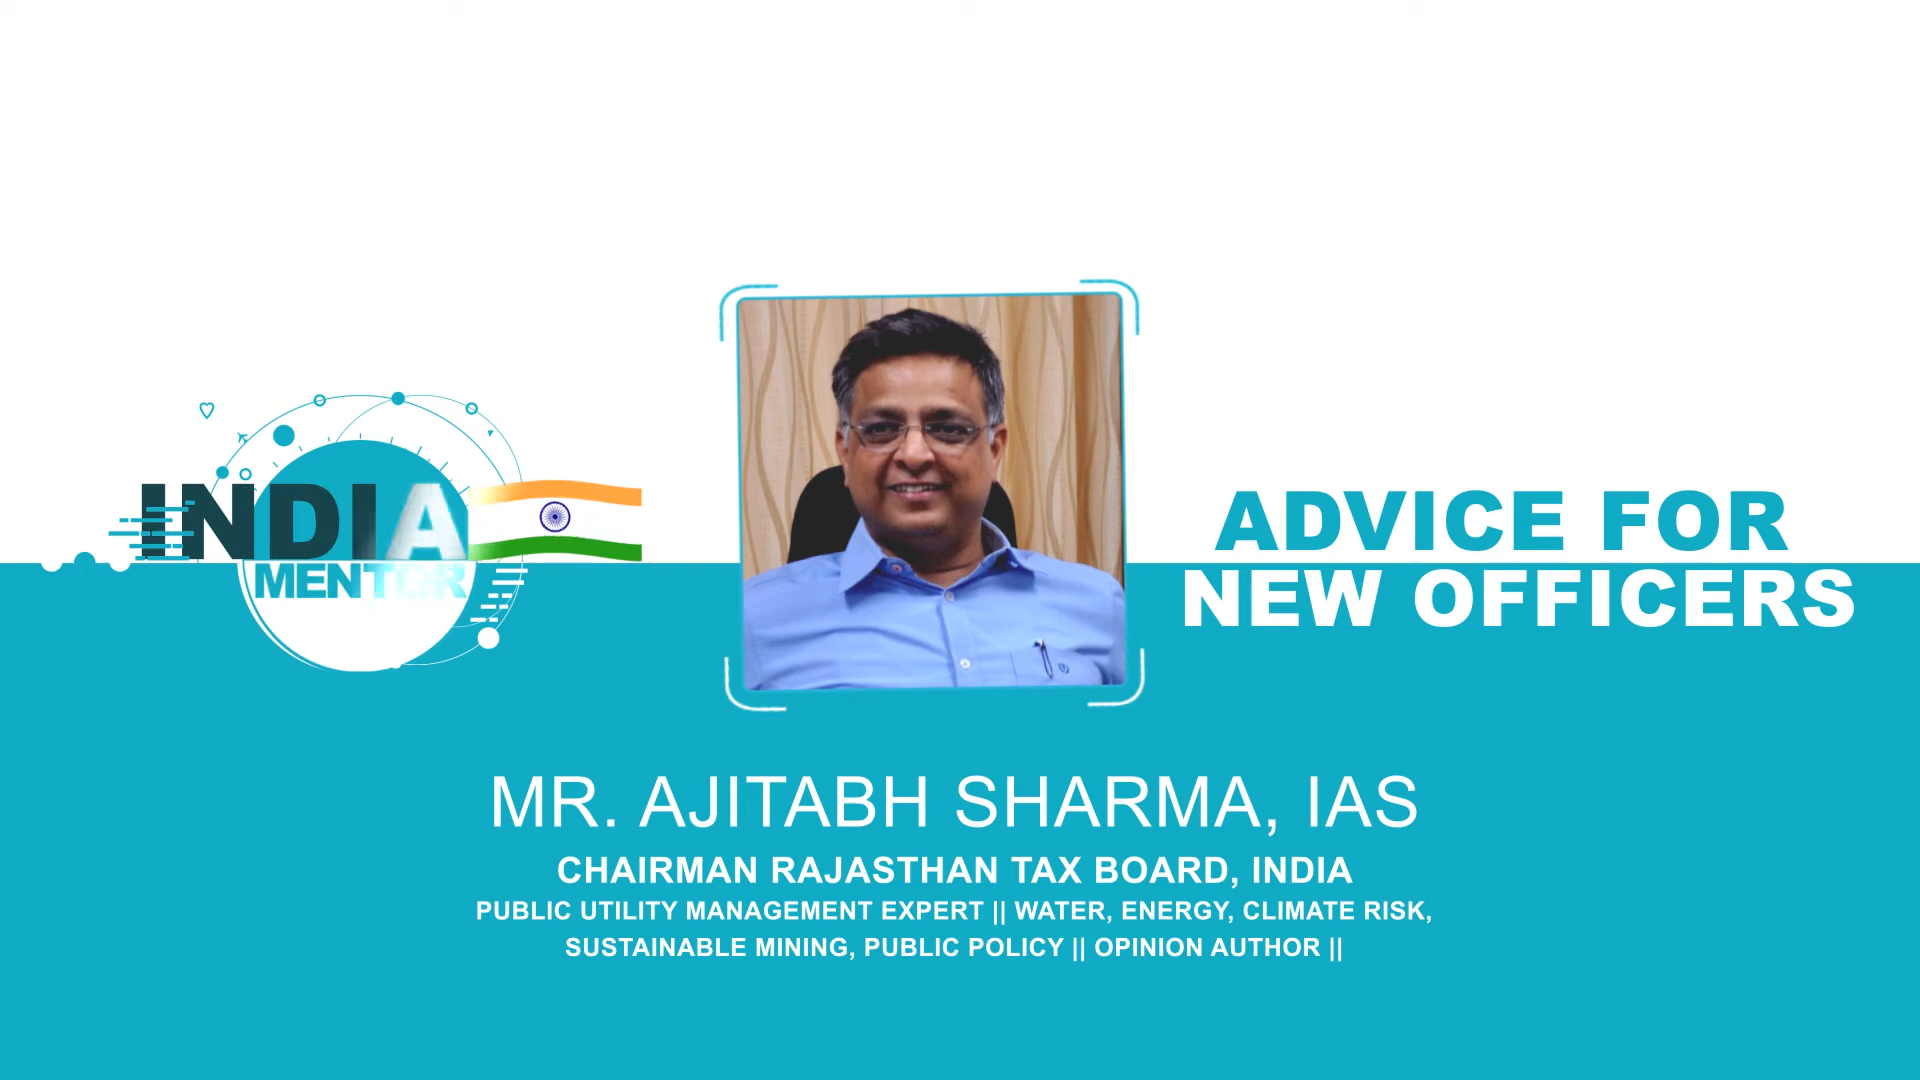 INDIA
MENTOR
ADVICE FOR
NEW OFFICERS
MR. AJITABH SHARMA, IAS
CHAIRMAN RAJASTHAN TAX BOARD, INDIA
PUBLIC UTILITY MANAGEMENT EXPERT || WATER, ENERGY, CLIMATE RISK,
SUSTAINABLE MINING, PUBLIC POLICY || OPINION AUTHOR ||